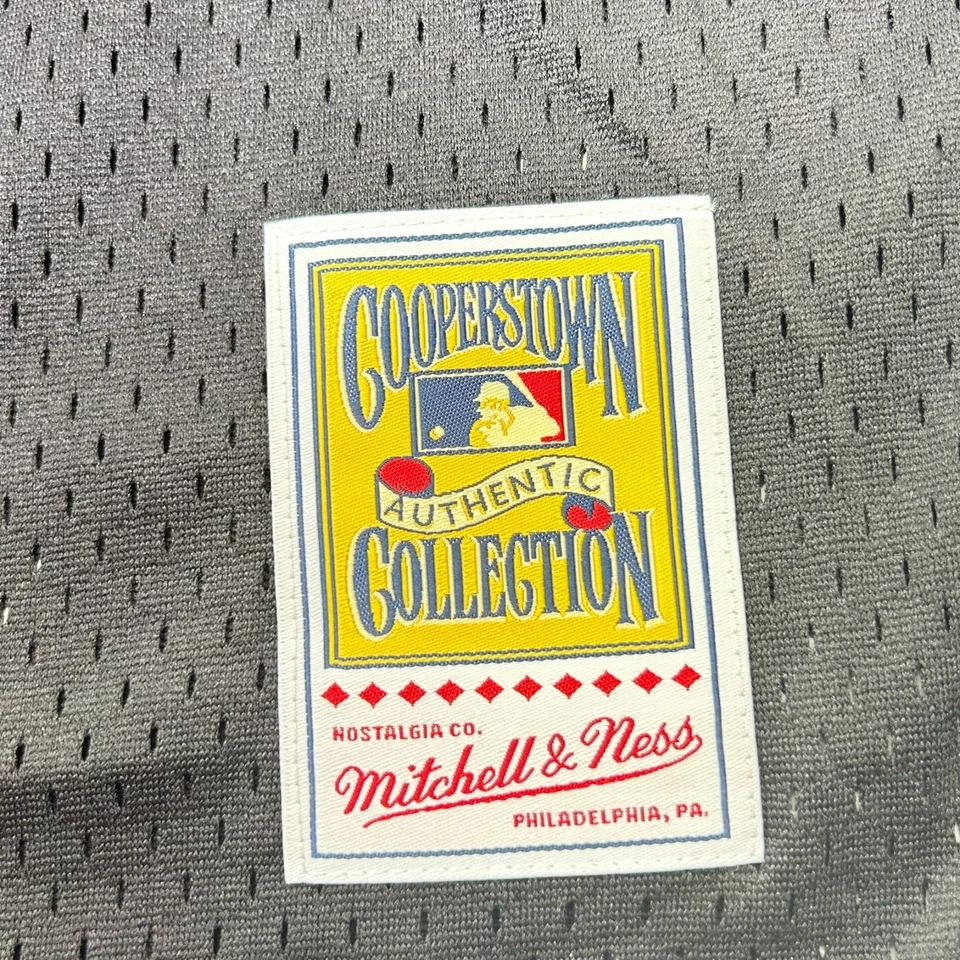 COOPERSTOWN
AUTHENTIC
COLLECTION
NOSTALGIA CO.
Mitchell & Ness
PHILADELPHIA, PA.